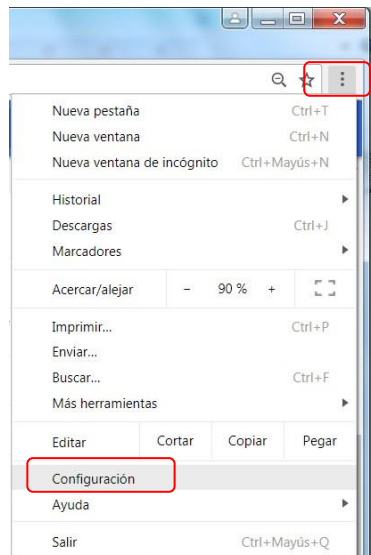 Nueva pestaña Ctrl+T
Nueva ventana Ctrl+N
Nueva ventana de incógnito Ctrl+Mayús+N
Historial
Descargas Ctrl+J
Marcadores
Acercar/alejar - 90 % +
Imprimir... Ctrl+P
Enviar...
Buscar... Ctrl+F
Más herramientas
Editar Cortar Copiar Pegar
Configuración
Ayuda
Salir Ctrl+Mayús+Q